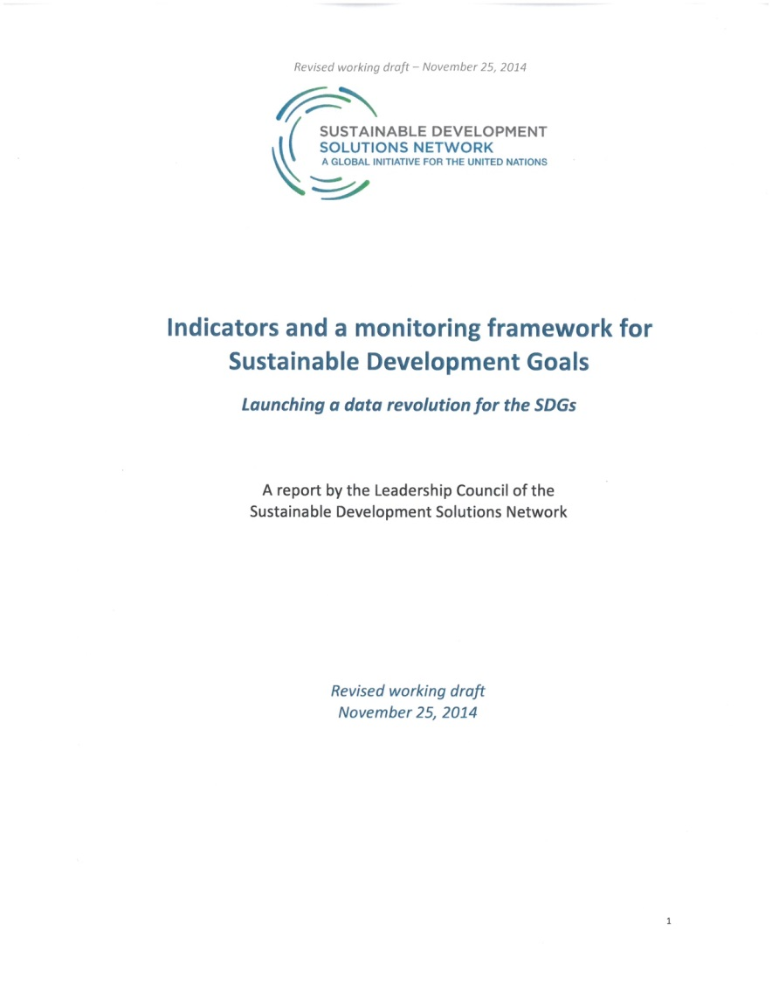 Revised working draft – November 25, 2014
SUSTAINABLE DEVELOPMENT
SOLUTIONS NETWORK
A GLOBAL INITIATIVE FOR THE UNITED NATIONS
Indicators and a monitoring framework for
Sustainable Development Goals
Launching a data revolution for the SDGs
A report by the Leadership Council of the
Sustainable Development Solutions Network
Revised working draft
November 25, 2014
1